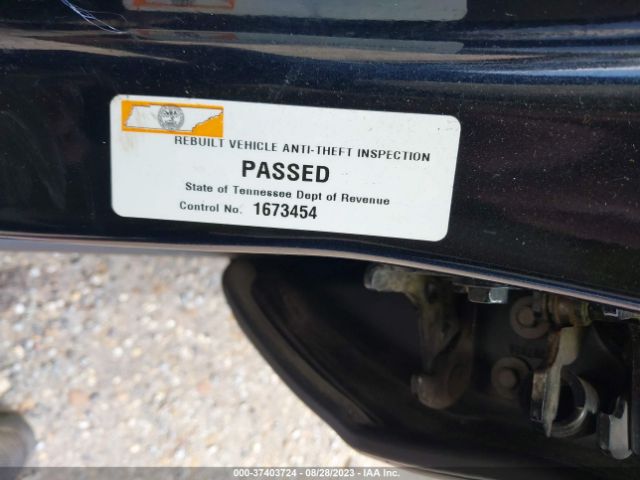 REBUILT VEHICLE ANTI-THEFT INSPECTION
PASSED
State of Tennessee Dept of Revenue
Control No. 1673454
000-37403724 - 08/28/2023 - IAA Inc.